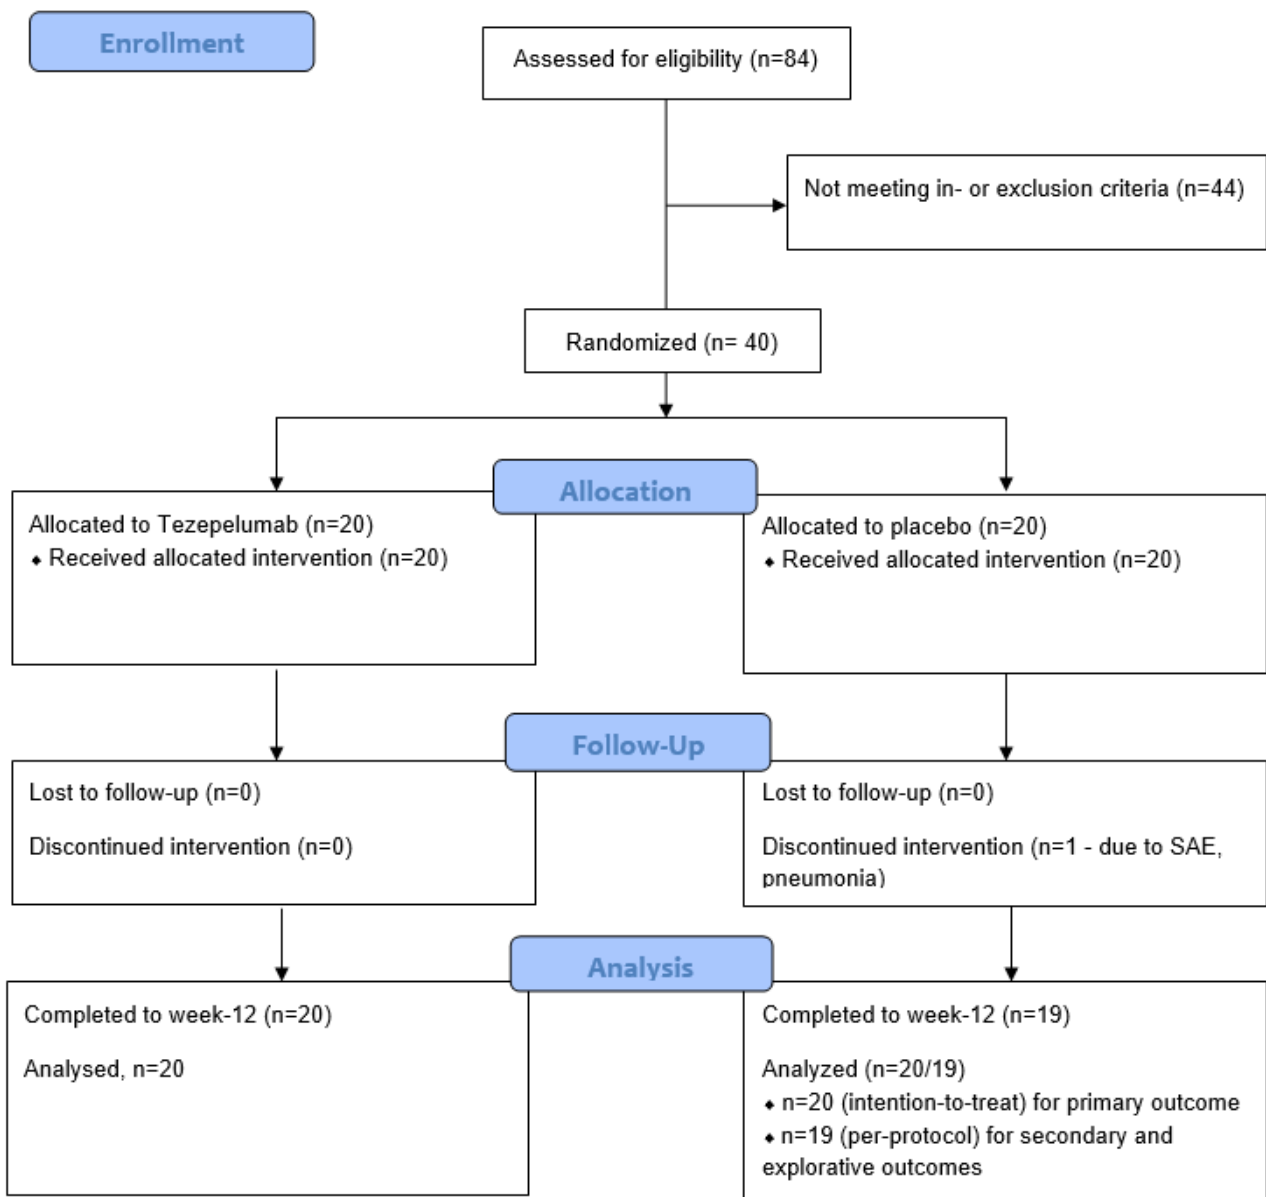 Enrollment
Assessed for eligibility (n=84)
Not meeting in- or exclusion criteria (n=44)
Randomized (n= 40)
Allocation
Allocated to Tezepelumab (n=20)
⬥ Received allocated intervention (n=20)
Allocated to placebo (n=20)
⬥ Received allocated intervention (n=20)
Follow-Up
Lost to follow-up (n=0)
Discontinued intervention (n=0)
Lost to follow-up (n=0)
Discontinued intervention (n=1 - due to SAE,
pneumonia)
Analysis
Completed to week-12 (n=20)
Analysed, n=20
Completed to week-12 (n=19)
Analyzed (n=20/19)
⬥ n=20 (intention-to-treat) for primary outcome
⬥ n=19 (per-protocol) for secondary and
explorative outcomes